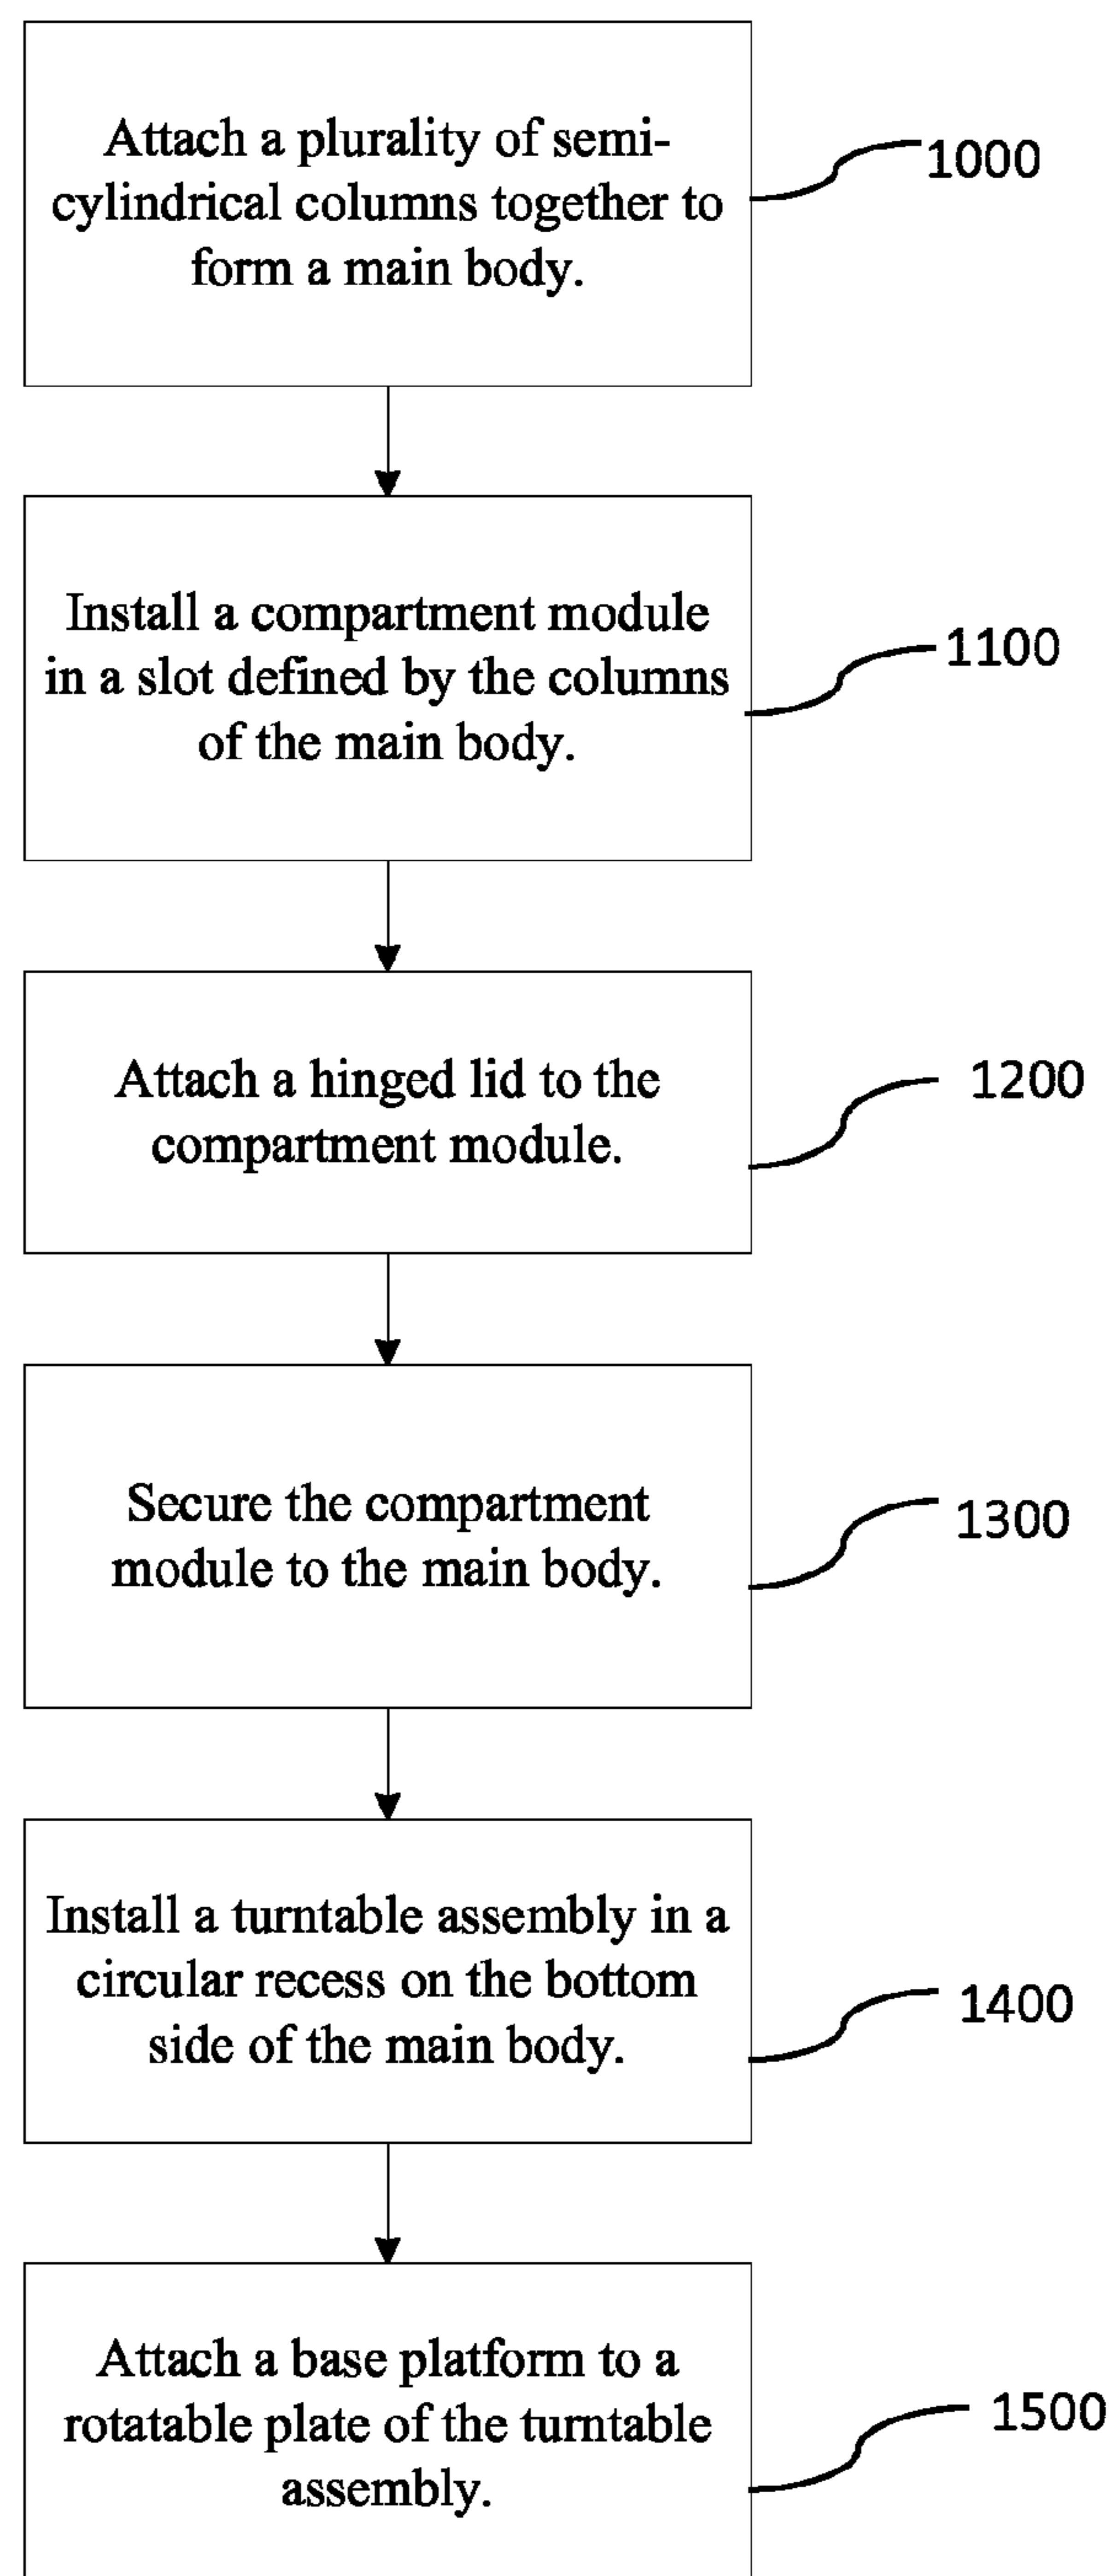 Attach a plurality of semi-
cylindrical columns together to
form a main body.
1000
Install a compartment module
in a slot defined by the columns
of the main body.
1100
Attach a hinged lid to the
compartment module.
1200
Secure the compartment
module to the main body.
1300
Install a turntable assembly in a
circular recess on the bottom
side of the main body.
1400
Attach a base platform to a
rotatable plate of the turntable
assembly.
1500